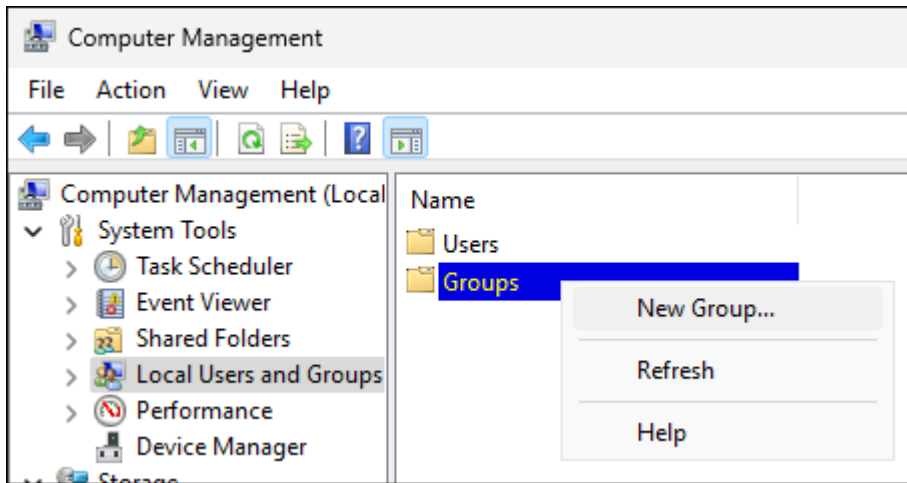 Computer Management
File Action View Help
Computer Management (Local
System Tools
Task Scheduler
Event Viewer
Shared Folders
Local Users and Groups
Performance
Device Manager
Storage
Name
Users
Groups
New Group...
Refresh
Help